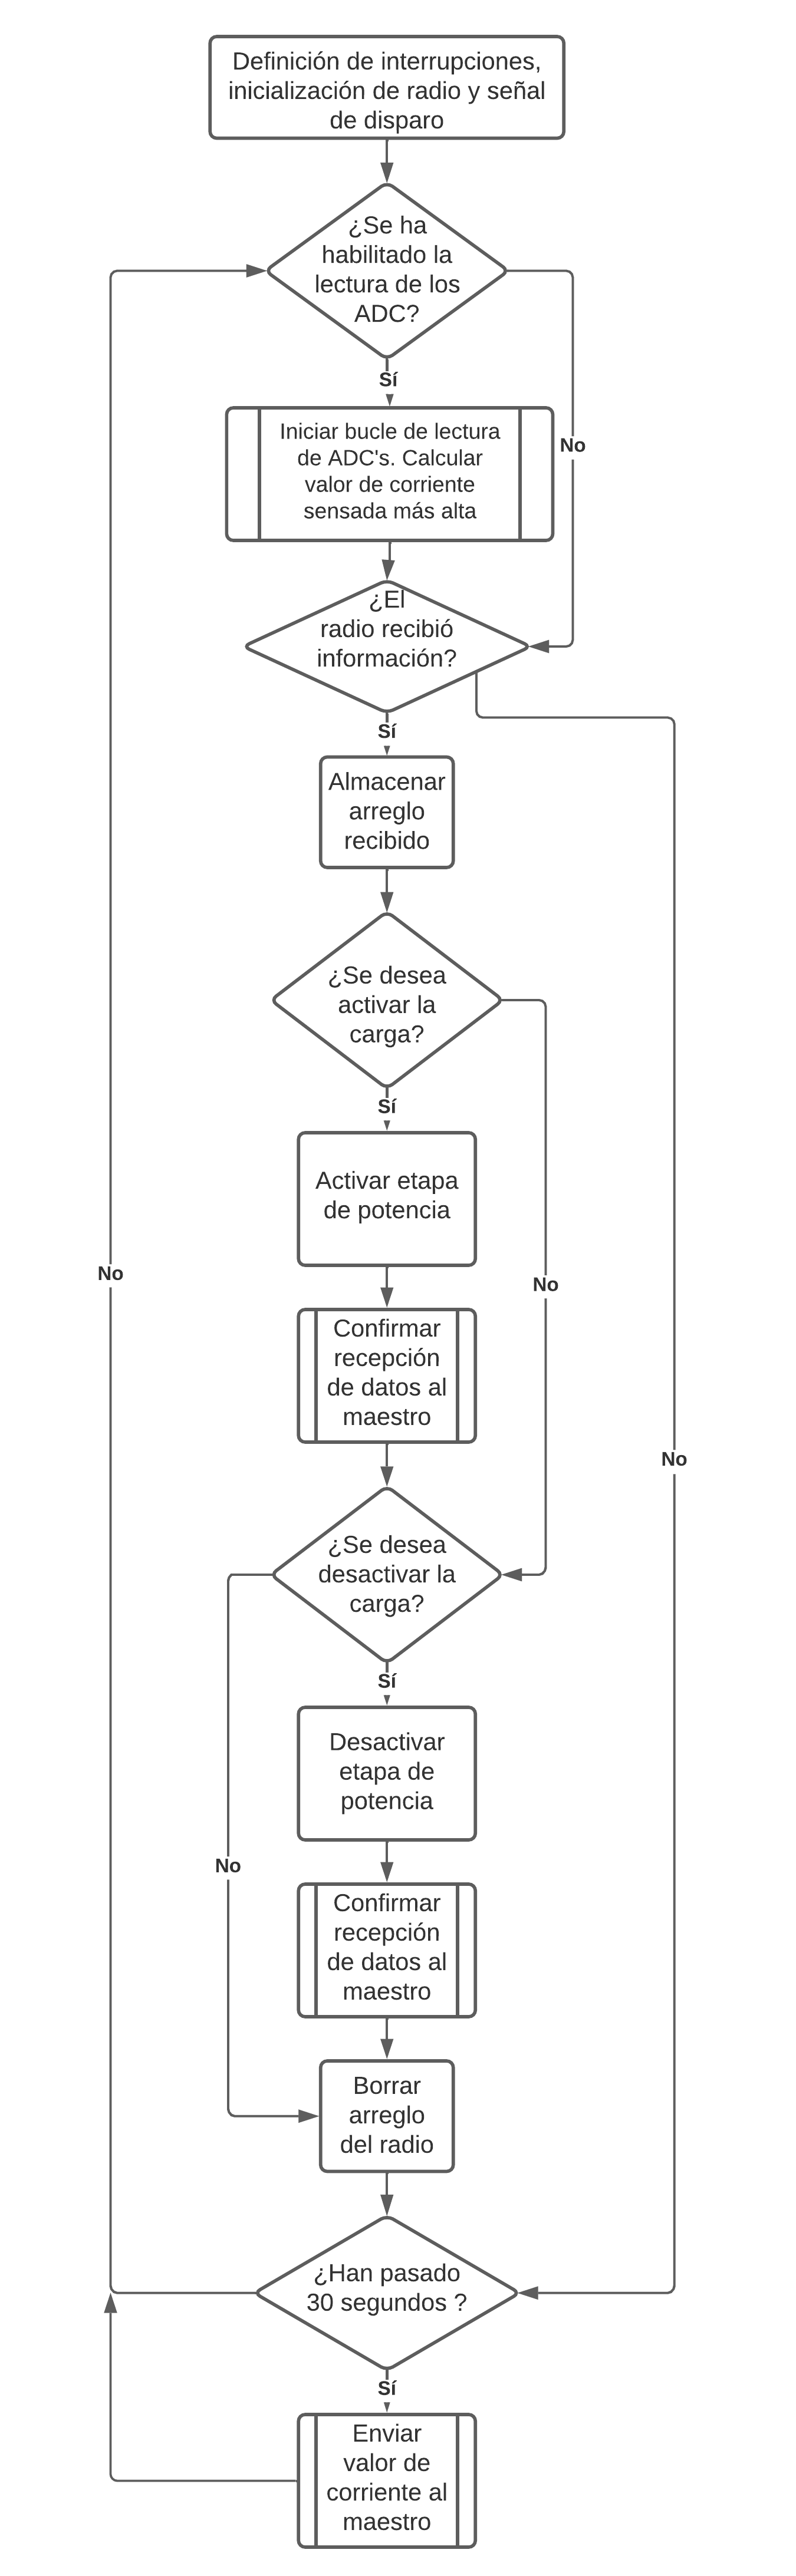 Definición de interrupciones,
inicialización de radio y señal
de disparo
¿Se ha
habilitado la
lectura de los
ADC?
Sí
Iniciar bucle de lectura
de ADC's. Calcular
valor de corriente
sensada más alta
No
¿El
radio recibió
información?
Sí
Almacenar
arreglo
recibido
¿Se desea
activar la
carga?
Sí
Activar etapa
de potencia
No
No
Confirmar
recepción
de datos al
maestro
No
¿Se desea
desactivar la
carga?
Sí
Desactivar
etapa de
potencia
No
Confirmar
recepción
de datos al
maestro
Borrar
arreglo
del radio
¿Han pasado
30 segundos ?
Sí
Enviar
valor de
corriente al
maestro